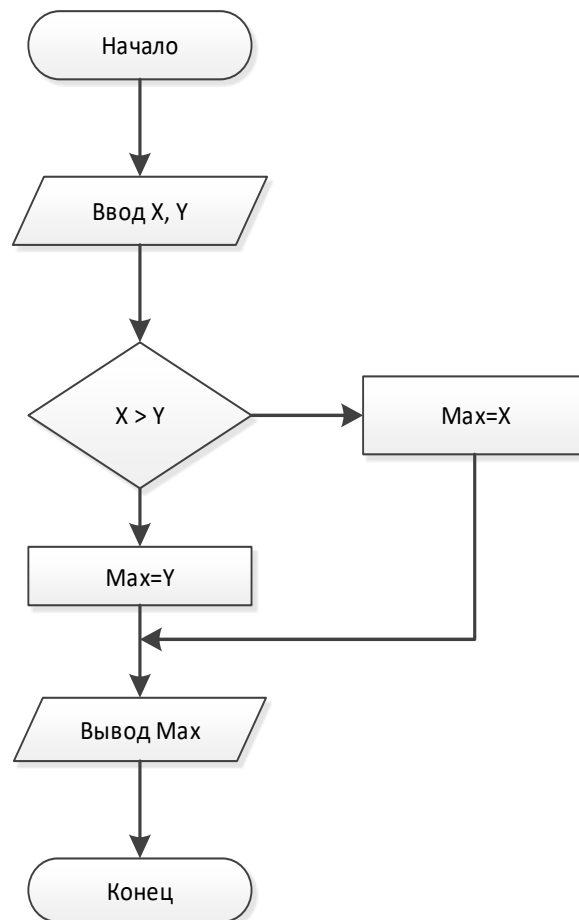 Начало
Ввод X, Y
X > Y
Max=X
Max=Y
Вывод Max
Конец